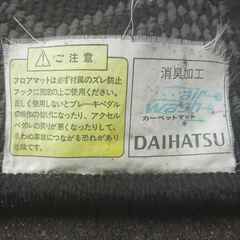 ご注意
フロアマットは必ず付属のズレ防止
フックに固定の上ご使用ください。
正しく使用しないとブレーキペダル
の操作の妨げになったり、アクセル
ペダルの戻りが悪くなったりして、
思わぬ事故につながる恐れがあり
危険です。
消臭加工
air
wash
カーペットマット
DAIHATSU